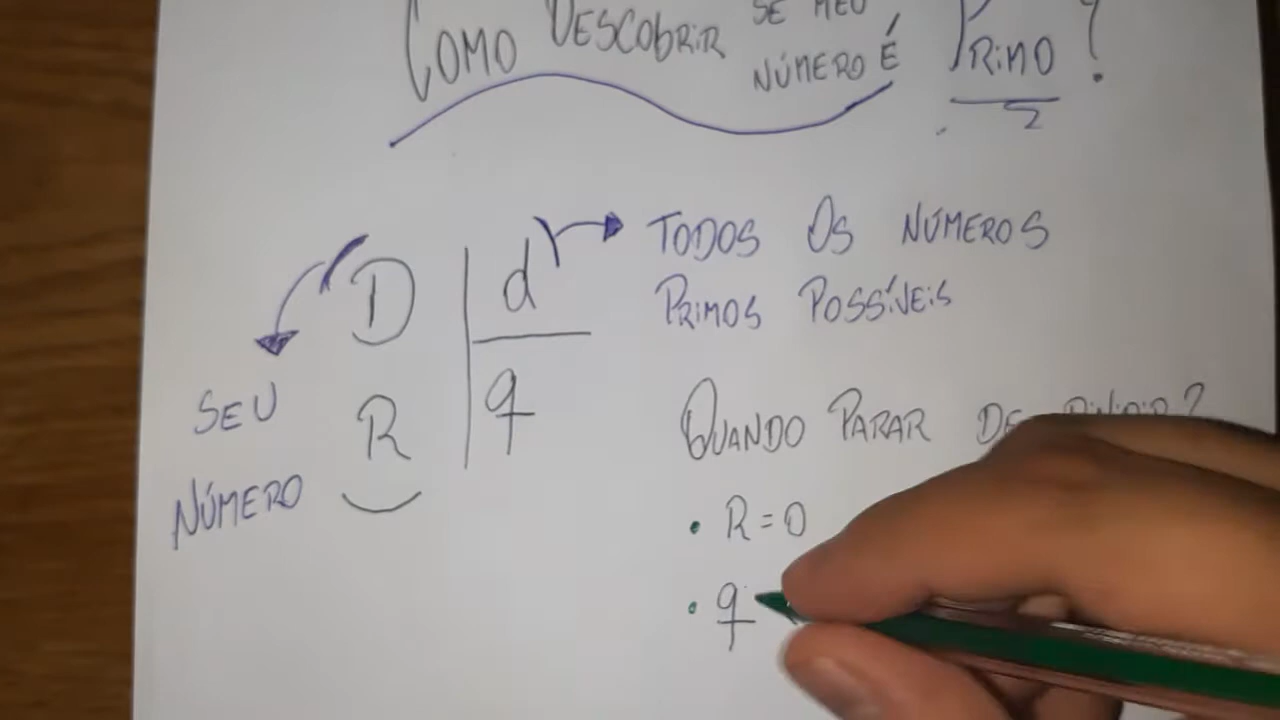 COMO DESCOBRIR SE MEU
NÚMERO É PRIMO?
D d TODOS OS NÚMEROS
PRIMOS POSSÍVEIS
R q
SEU
NÚMERO
QUANDO PARAR DE
• R=0
• q